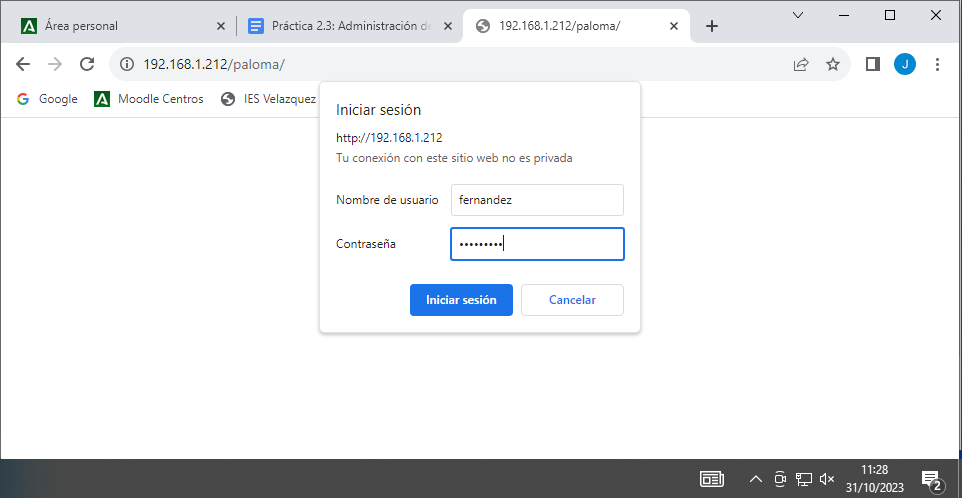 Área personal
Práctica 2.3: Administración de
192.168.1.212/paloma/
192.168.1.212/paloma/
J
Google
Moodle Centros
IES Velazquez
Iniciar sesión
http://192.168.1.212
Tu conexión con este sitio web no es privada
Nombre de usuario
fernandez
Contraseña
•••••••••
Iniciar sesión
Cancelar
11:28
31/10/2023
2